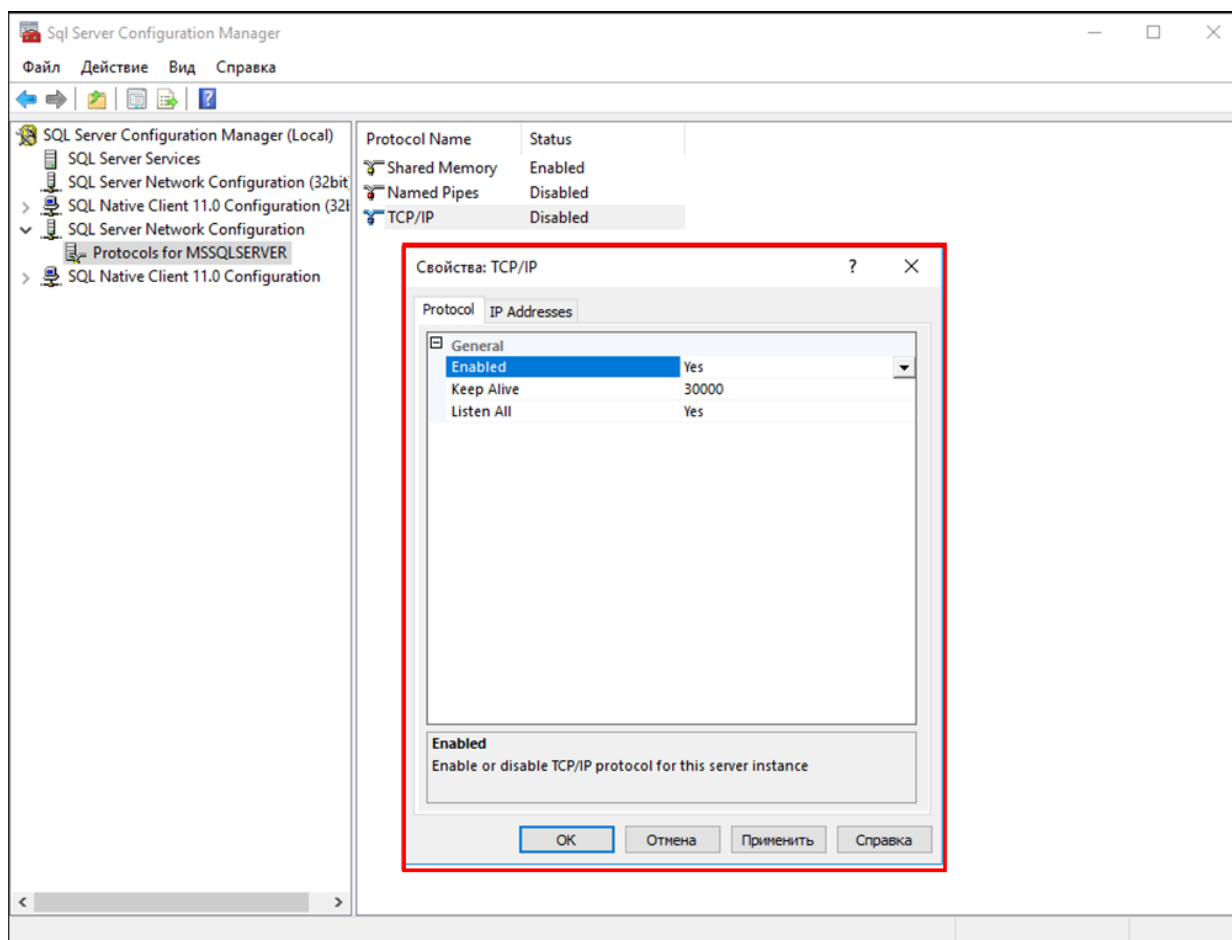 Sql Server Configuration Manager
Файл Действие Вид Справка
SQL Server Configuration Manager (Local)
SQL Server Services
SQL Server Network Configuration (32bit
SQL Native Client 11.0 Configuration (32
SQL Server Network Configuration
Protocols for MSSQLSERVER
SQL Native Client 11.0 Configuration
Protocol Name Status
Shared Memory Enabled
Named Pipes Disabled
TCP/IP Disabled
Свойства: TCP/IP
Protocol IP Addresses
General
Enabled Yes
Keep Alive 30000
Listen All Yes
Enabled
Enable or disable TCP/IP protocol for this server instance
OK Отмена Применить Справка